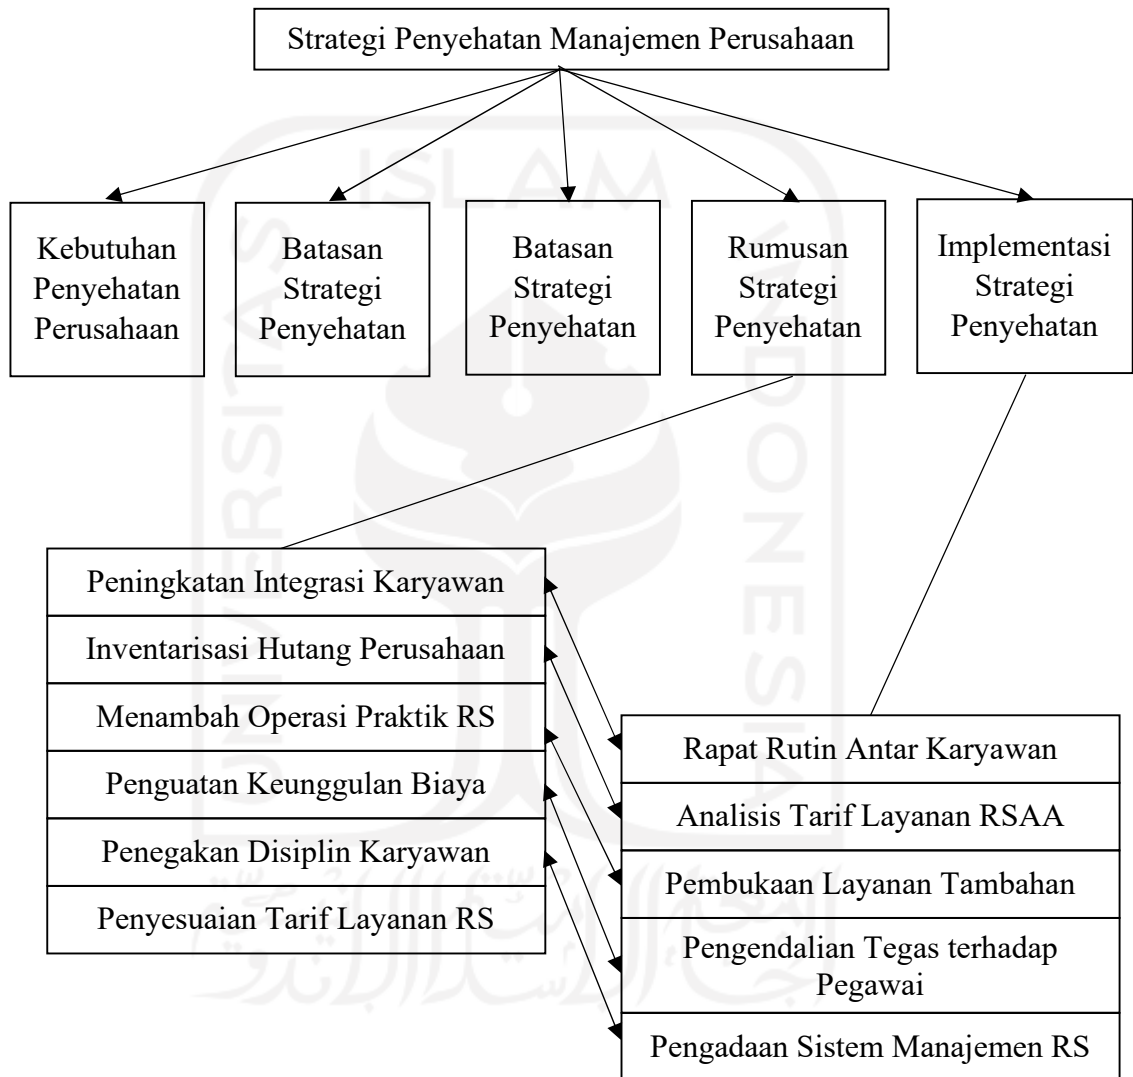 Strategi Penyehatan Manajemen Perusahaan
Kebutuhan
Penyehatan
Perusahaan
Batasan
Strategi
Penyehatan
Batasan
Strategi
Penyehatan
Rumusan
Strategi
Penyehatan
Implementasi
Strategi
Penyehatan
Peningkatan Integrasi Karyawan
Inventarisasi Hutang Perusahaan
Menambah Operasi Praktik RS
Penguatan Keunggulan Biaya
Penegakan Disiplin Karyawan
Penyesuaian Tarif Layanan RS
Rapat Rutin Antar Karyawan
Analisis Tarif Layanan RSAA
Pembukaan Layanan Tambahan
Pengendalian Tegas terhadap
Pegawai
Pengadaan Sistem Manajemen RS
UNIVERSITAS
ISLAM
INDONESIA